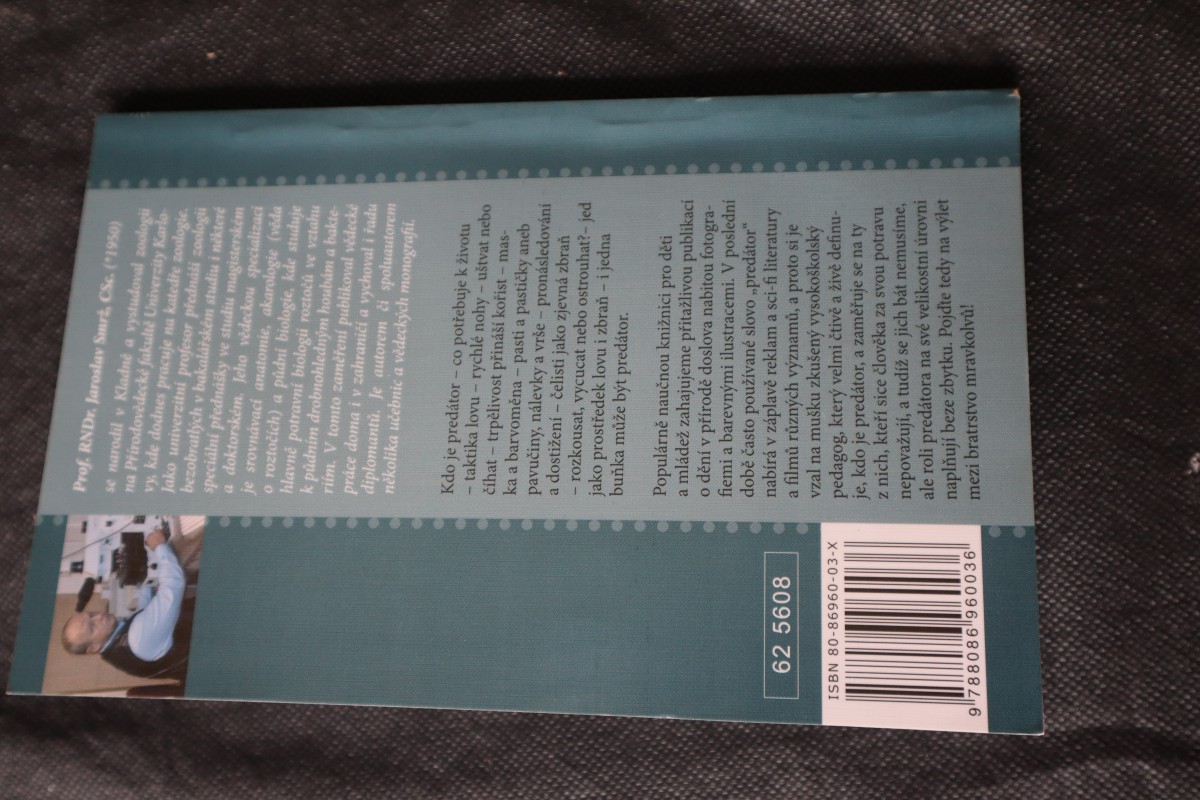 Prof. RNDr. Jaroslav Smrž, CSc. (*1950)
se narodil v Kladně a vystudoval zoologii
na Přírodovědecké fakultě Univerzity Karlo-
vy, kde dodnes pracuje na katedře zoologie.
Jako univerzitní profesor přednáší zoologii
bezobratlých v bakalářském studiu i některé
speciální přednášky ve studiu magisterském
a doktorském. Jeho vědeckou specializací
je srovnávací anatomie, akarologie (věda
o roztočích) a půdní biologie, kde studuje
hlavně potravní biologii roztočů ve vztahu
k půdním drobnohledným houbám a bakte-
riím. V tomto zaměření publikoval vědecké
práce doma i v zahraničí a vychoval i řadu
diplomantů. Je autorem či spoluautorem
několika učebnic a vědeckých monografií.
Kdo je predátor – co potřebuje k životu
– taktika lovu – rychlé nohy – uštvat nebo
číhat – trpělivost přináší kořist – mas-
ka a barvoměna – pasti a pastičky aneb
pavučiny, nálevky a vrše – pronásledování
a dostižení – čelisti jako zjevná zbraň
– rozkousat, vycucat nebo ostrouhat? – jed
jako prostředek lovu i zbraň – i jedna
buňka může být predátor.
Populárně naučnou knižnici pro děti
a mládež zahajujeme přitažlivou publikací
o dění v přírodě doslova nabitou fotogra-
fiemi a barevnými ilustracemi. V poslední
době často používané slovo „predátor“
nabírá v záplavě reklam a sci-fi literatury
a filmů různých významů, a proto si je
vzal na mušku zkušený vysokoškolský
pedagog, který velmi čtivě a živě definu-
je, kdo je predátor, a zaměřuje se na ty
z nich, kteří sice člověka za svou potravu
nepovažují, a tudíž se jich bát nemusíme,
ale roli predátora na své velikostní úrovni
naplňují beze zbytku. Pojďte tedy na výlet
mezi bratrstvo mravkolvů!
62 5608
ISBN 80-86960-03-X
9 788086 960036